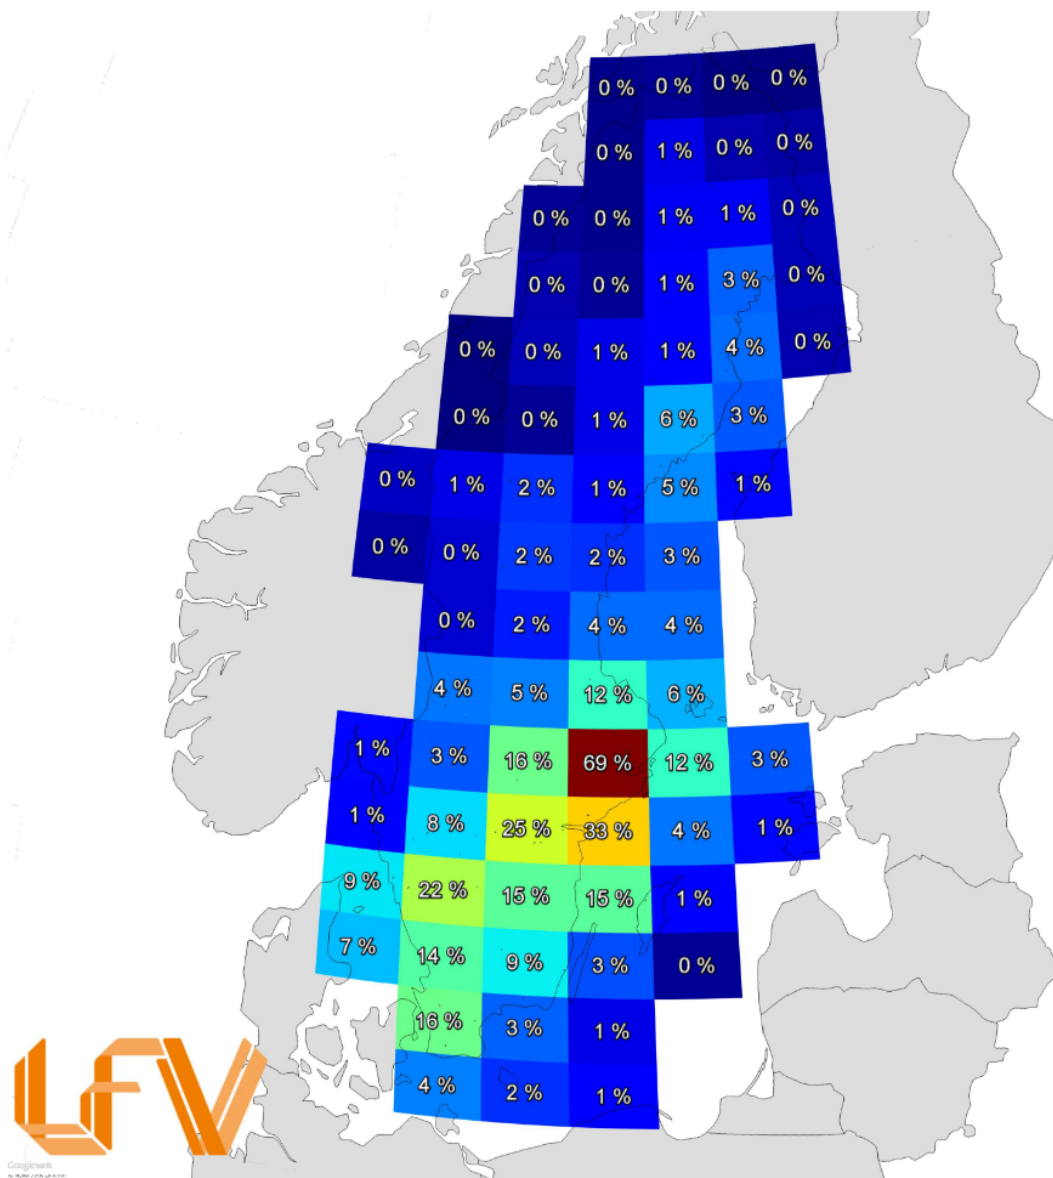 0 % 0 % 0 % 0 %
0 % 1 % 0 % 0 %
0 % 0 % 1 % 1 % 0 %
0 % 0 % 1 % 3 % 0 %
0 % 0 % 1 % 1 % 4 % 0 %
0 % 0 % 1 % 6 % 3 %
0 % 1 % 2 % 1 % 5 % 1 %
0 % 0 % 2 % 2 % 3 %
0 % 2 % 4 % 4 %
4 % 5 % 12 % 6 %
1 % 3 % 16 % 69 % 12 % 3 %
1 % 8 % 25 % 33 % 4 % 1 %
9 % 22 % 15 % 15 % 1 %
7 % 14 % 9 % 3 % 0 %
16 % 3 % 1 %
4 % 2 % 1 %
LFV